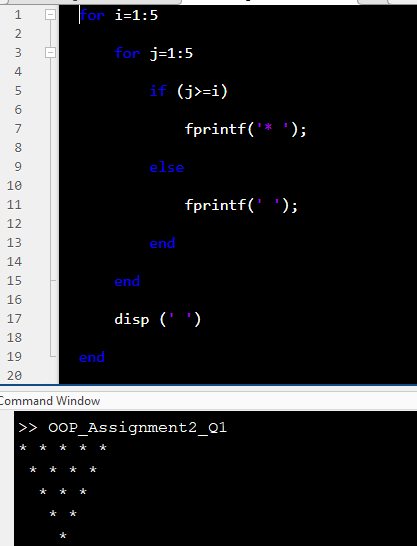 1 for i=1:5
2
3 for j=1:5
4
5 if (j>=i)
6
7 fprintf('* ');
8
9 else
10
11 fprintf(' ');
12
13 end
14
15 end
16
17 disp (' ')
18
19 end
20
Command Window
>> OOP_Assignment2_Q1
* * * * *
 * * * *
  * * *
   * *
    *